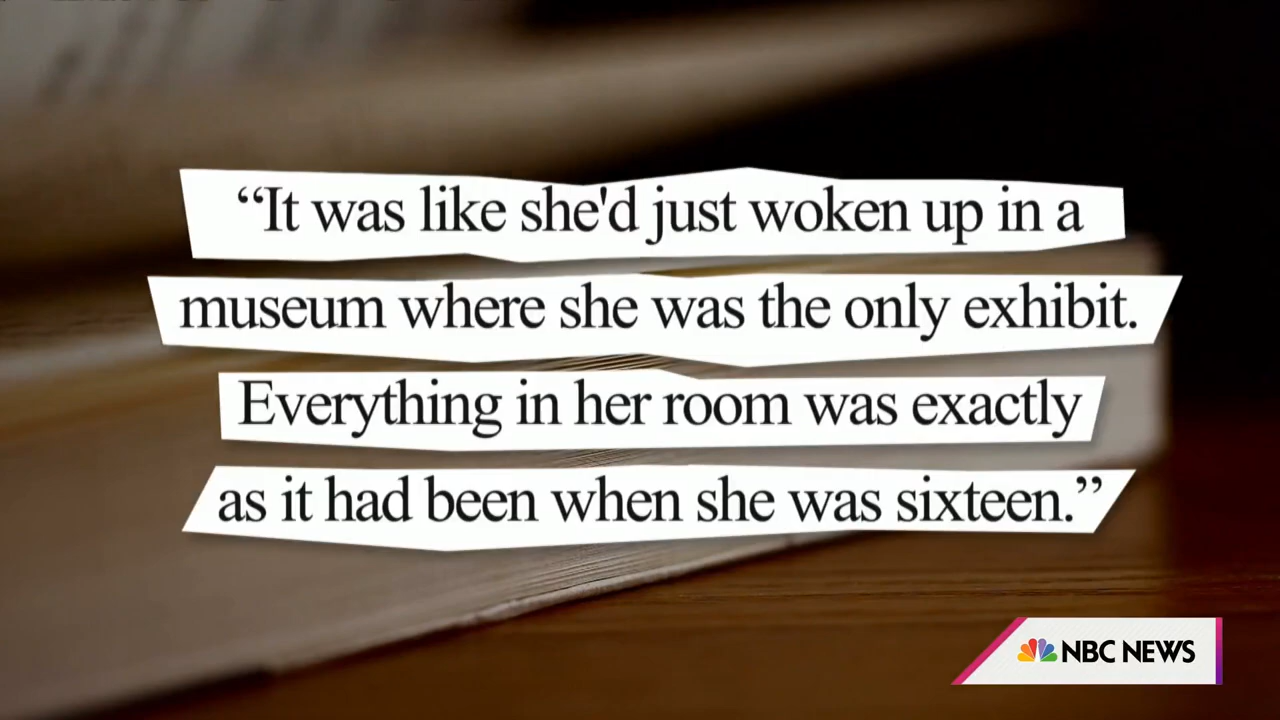 “It was like she'd just woken up in a
museum where she was the only exhibit.
Everything in her room was exactly
as it had been when she was sixteen.”
NBC NEWS